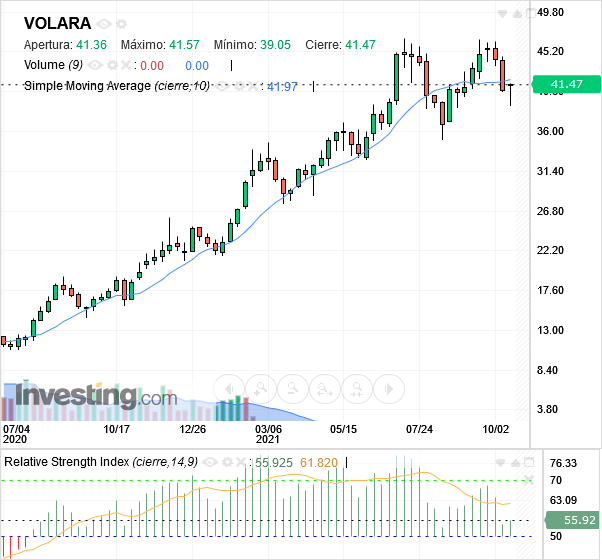 VOLARA
Apertura: 41.36 Máximo: 41.57 Mínimo: 39.05 Cierre: 41.47
Volume (9) : 0.00 0.00
Simple Moving Average (cierre,10) : 41.97
49.80
45.20
41.47
36.00
31.40
26.80
22.20
17.60
13.00
8.40
3.80
Investing.com
07/04 10/17 12/26 03/06 05/15 07/24 10/02
2020 2021
Relative Strength Index (cierre,14,9) : 55.925 61.820
76.33
70
63.09
55.92
50